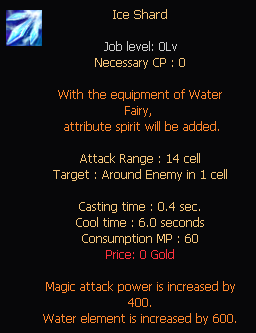 Ice Shard
Job level: 0Lv
Necessary CP : 0
With the equipment of Water
Fairy,
attribute spirit will be added.
Attack Range : 14 cell
Target : Around Enemy in 1 cell
Casting time : 0.4 sec.
Cool time : 6.0 seconds
Consumption MP : 60
Price: 0 Gold
Magic attack power is increased by
400.
Water element is increased by 600.